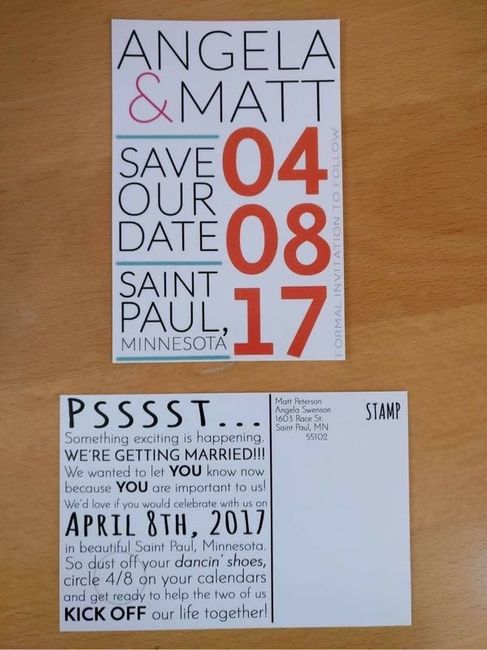 ANGELA
& MATT
SAVE
OUR
DATE
04
08
17
SAINT
PAUL,
MINNESOTA
FORMAL INVITATION TO FOLLOW
PSSSST...
Something exciting is happening.
WE'RE GETTING MARRIED!!!
We wanted to let YOU know now
because YOU are important to us!
We'd love if you would celebrate with us on
APRIL 8TH, 2017
in beautiful Saint Paul, Minnesota.
So dust off your dancin' shoes,
circle 4/8 on your calendars
and get ready to help the two of us
KICK OFF our life together!
Matt Peterson
Angela Swenson
1603 Race St.
Saint Paul, MN
55102
STAMP